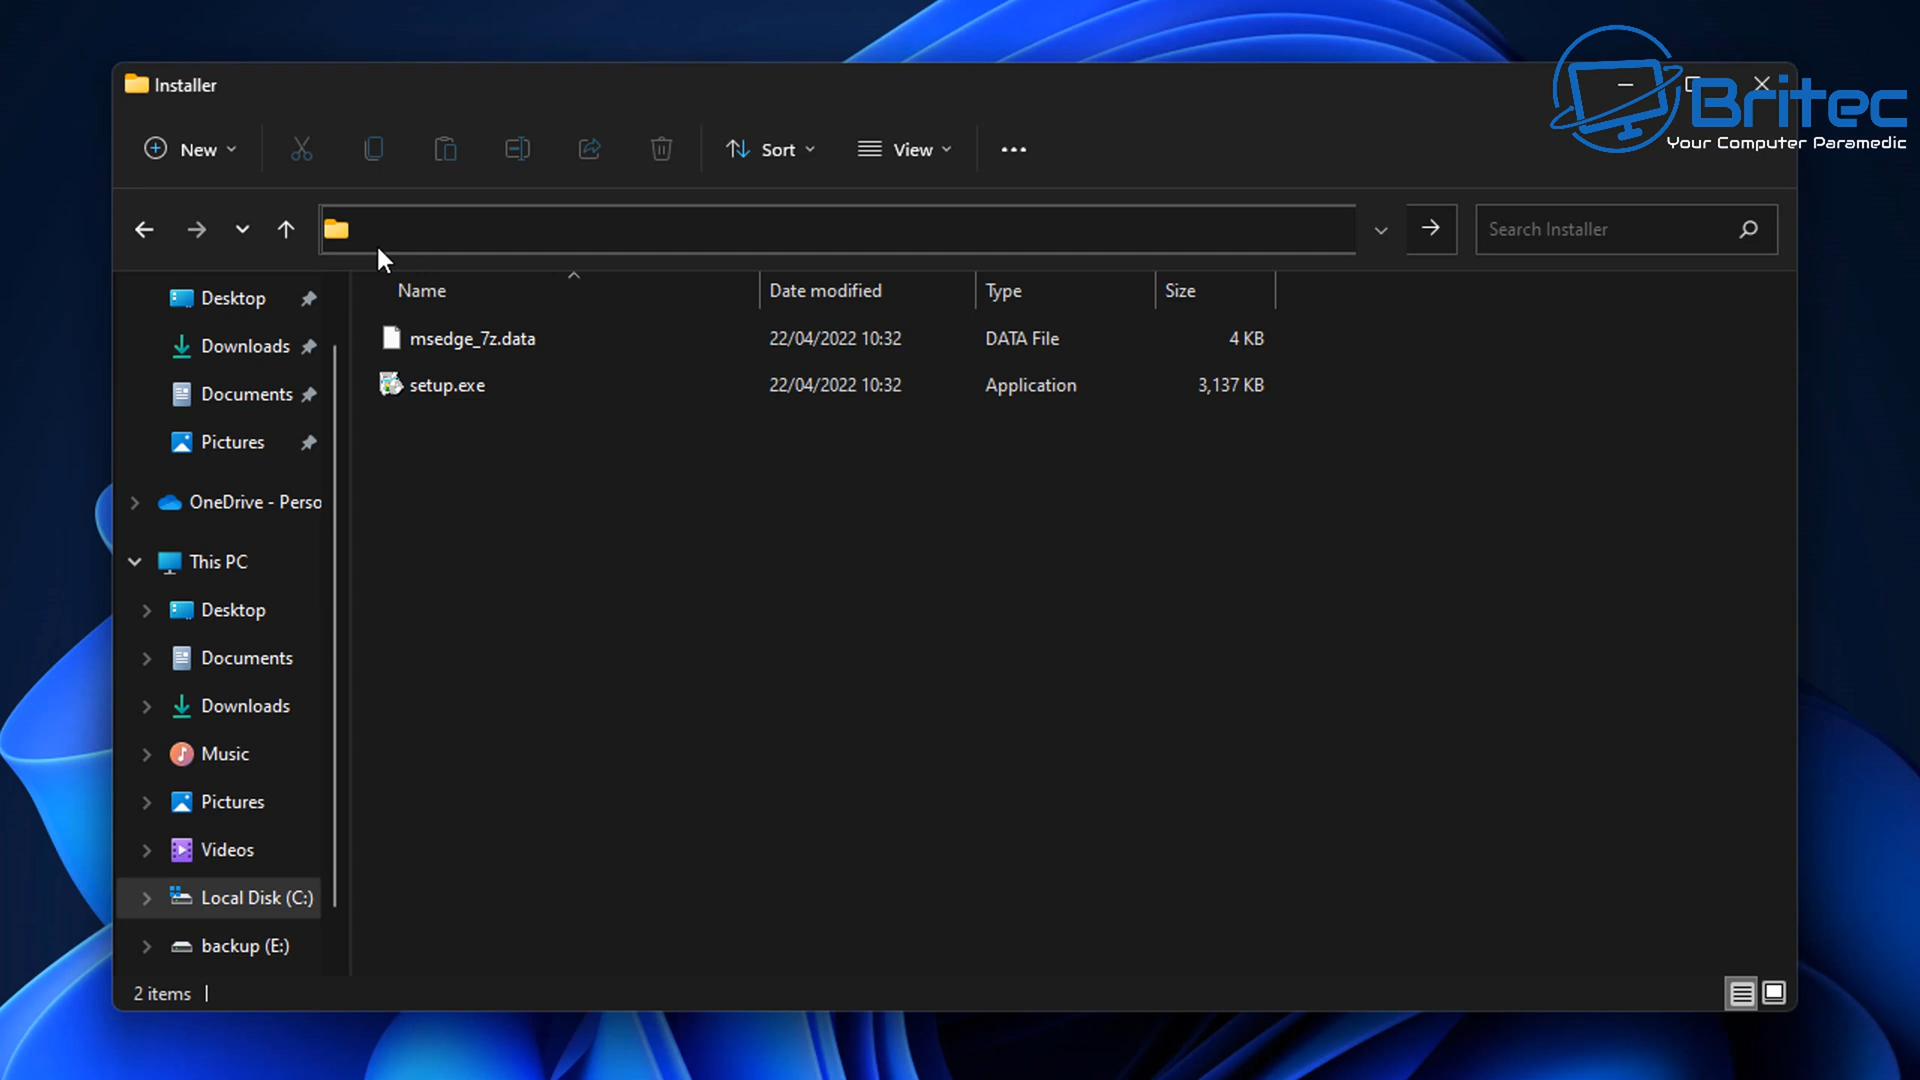 Installer
Britec
Your Computer Paramedic
New
Sort
View
Search Installer
Name
Date modified
Type
Size
msedge_7z.data
22/04/2022 10:32
DATA File
4 KB
setup.exe
22/04/2022 10:32
Application
3,137 KB
Desktop
Downloads
Documents
Pictures
OneDrive - Perso
This PC
Desktop
Documents
Downloads
Music
Pictures
Videos
Local Disk (C:)
backup (E:)
2 items